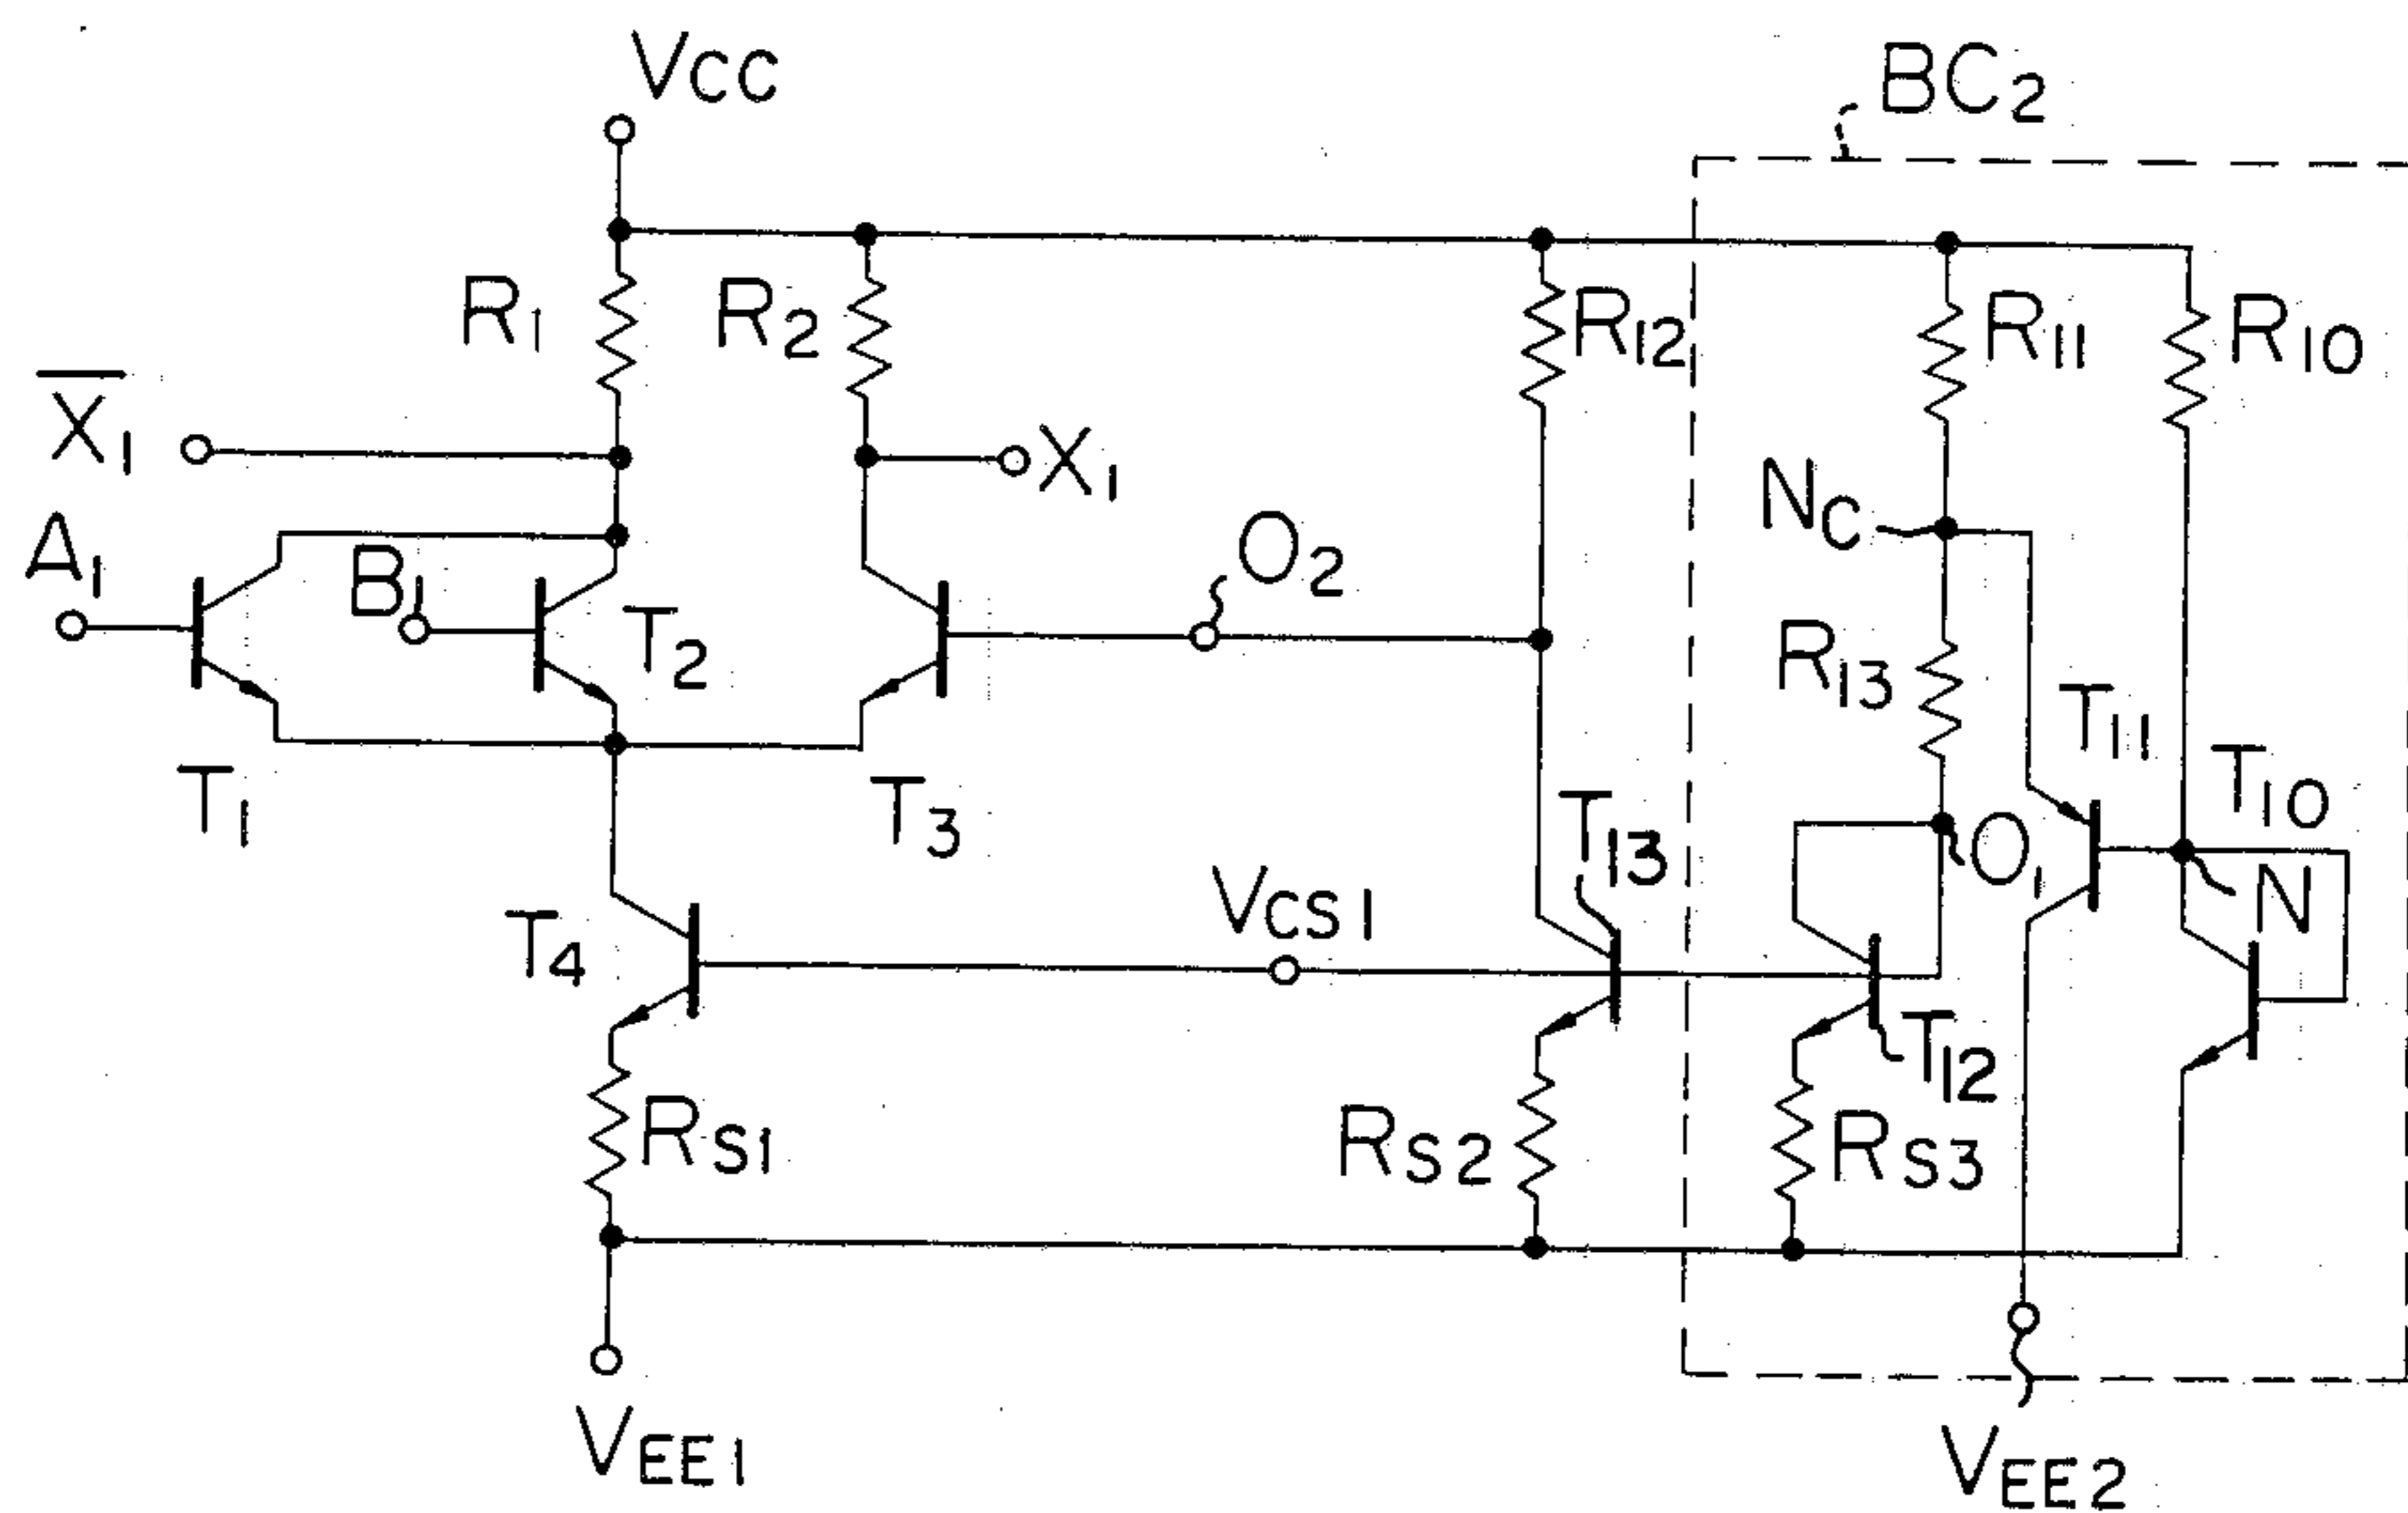 VCC
BC2
R1
R2
R12
R11
R10
X̅1
X1
NC
A1
B1
O2
T2
R13
T11
T1
T3
T13
O1
T10
N
T4
VCS1
T12
RS1
RS2
RS3
VEE1
VEE2